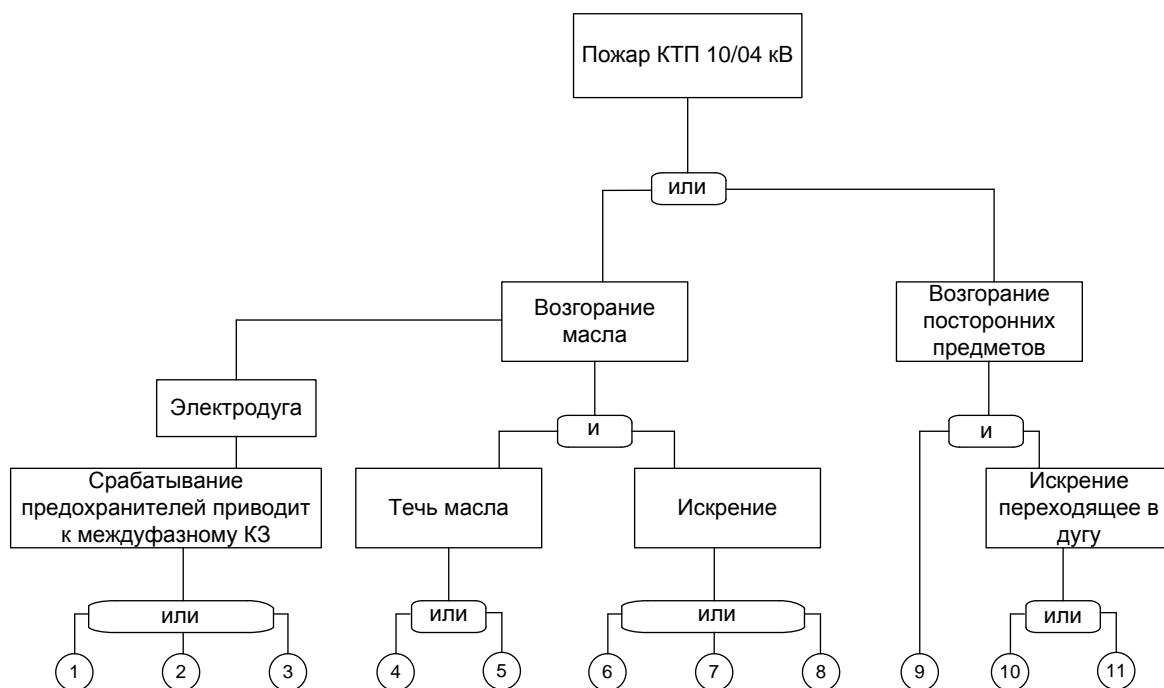 Пожар КТП 10/04 кВ
или
Возгорание
масла
Возгорание
посторонних
предметов
Электродуга
и
и
Срабатывание
предохранителей приводит
к междуфазному КЗ
Течь масла
Искрение
Искрение
переходящее в
дугу
или
или
или
или
1
2
3
4
5
6
7
8
9
10
11